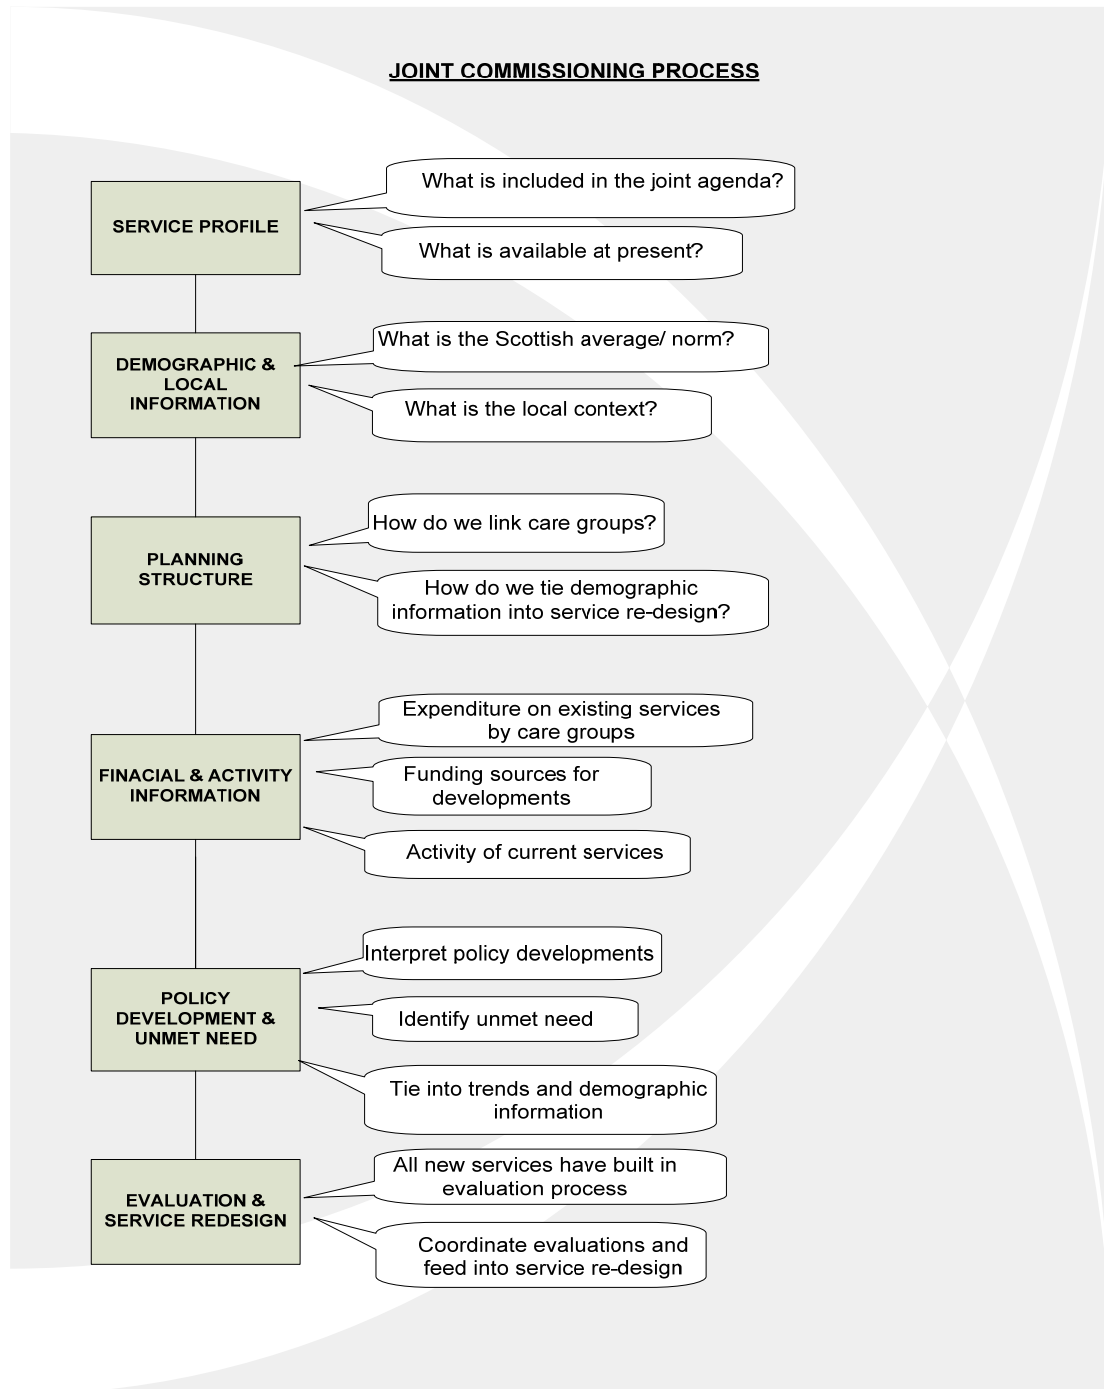 JOINT COMMISSIONING PROCESS
SERVICE PROFILE
What is included in the joint agenda?
What is available at present?
DEMOGRAPHIC &
LOCAL
INFORMATION
What is the Scottish average/ norm?
What is the local context?
PLANNING
STRUCTURE
How do we link care groups?
How do we tie demographic
information into service re-design?
FINACIAL & ACTIVITY
INFORMATION
Expenditure on existing services
by care groups
Funding sources for
developments
Activity of current services
POLICY
DEVELOPMENT &
UNMET NEED
Interpret policy developments
Identify unmet need
Tie into trends and demographic
information
EVALUATION &
SERVICE REDESIGN
All new services have built in
evaluation process
Coordinate evaluations and
feed into service re-design